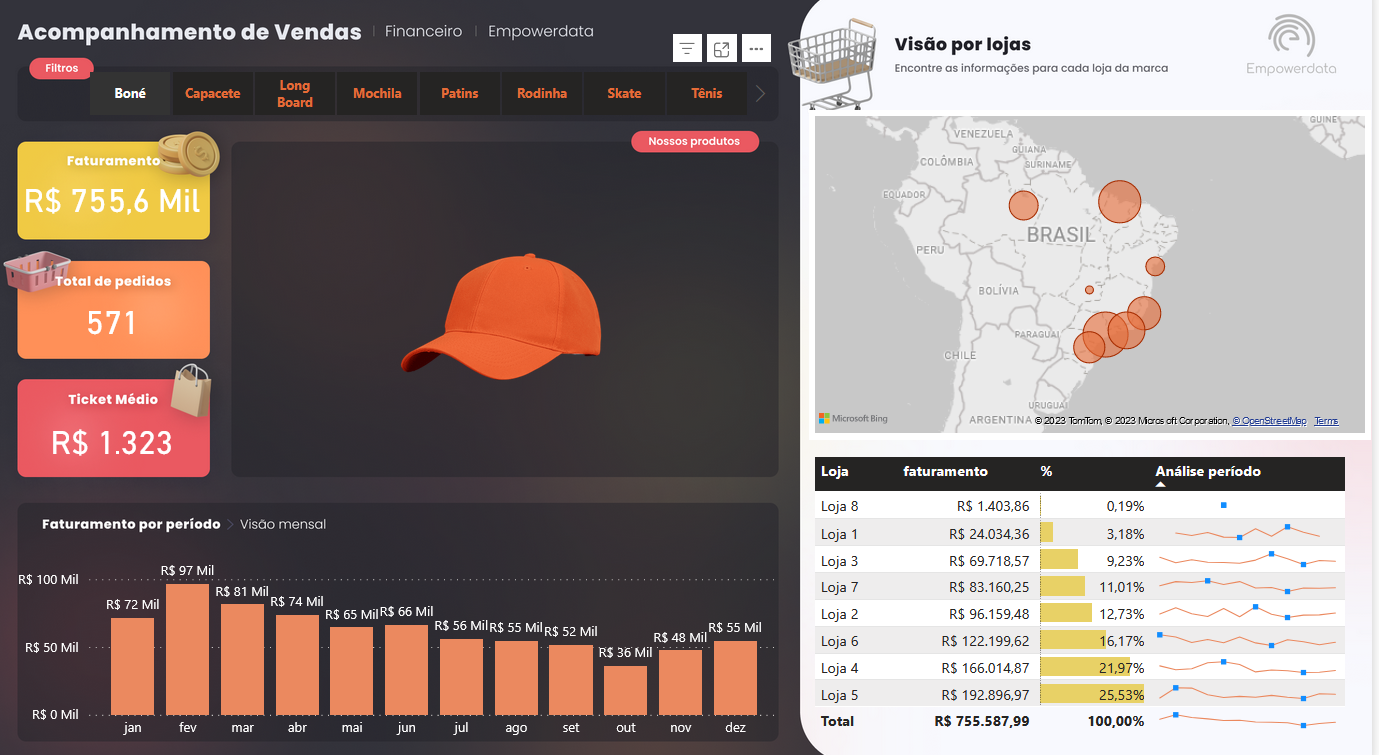 Acompanhamento de Vendas | Financeiro | Empowerdata
Filtros
Boné
Capacete
Long
Board
Mochila
Patins
Rodinha
Skate
Tênis
Faturamento
R$ 755,6 Mil
Total de pedidos
571
Ticket Médio
R$ 1.323
Nossos produtos
Faturamento por período > Visão mensal
R$ 100 Mil
R$ 50 Mil
R$ 0 Mil
R$ 72 Mil
R$ 97 Mil
R$ 81 Mil
R$ 74 Mil
R$ 65 Mil
R$ 66 Mil
R$ 56 Mil
R$ 55 Mil
R$ 52 Mil
R$ 36 Mil
R$ 48 Mil
R$ 55 Mil
jan fev mar abr mai jun jul ago set out nov dez
Visão por lojas
Encontre as informações para cada loja da marca
Empowerdata
VENEZUELA
GUIANA
SURINAME
COLÔMBIA
EQUADOR
BRASIL
PERU
BOLÍVIA
PARAGUAI
CHILE
URUGUAI
ARGENTINA
GUINÉ
Microsoft Bing
© 2023 TomTom, © 2023 Microsoft Corporation, © OpenStreetMap Terms
Loja faturamento % Análise período
Loja 8 R$ 1.403,86 0,19%
Loja 1 R$ 24.034,36 3,18%
Loja 3 R$ 69.718,57 9,23%
Loja 7 R$ 83.160,25 11,01%
Loja 2 R$ 96.159,48 12,73%
Loja 6 R$ 122.199,62 16,17%
Loja 4 R$ 166.014,87 21,97%
Loja 5 R$ 192.896,97 25,53%
Total R$ 755.587,99 100,00%